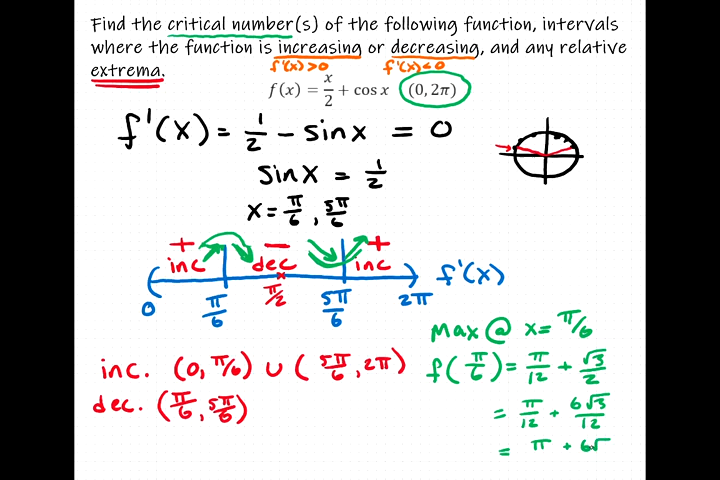 Find the critical number(s) of the following function, intervals
where the function is increasing or decreasing, and any relative
extrema.
f'(x)>0 f'(x)<0
f(x) = x/2 + cos x (0, 2π)
f'(x) = 1/2 - sinx = 0
sinx = 1/2
x = π/6, 5π/6
+ - +
inc dec inc f'(x)
0 π/6 π/2 5π/6 2π
Max @ x = π/6
inc. (0, π/6) ∪ (5π/6, 2π)
f(π/6) = π/12 + √3/2
dec. (π/6, 5π/6)
= π/12 + 6√3/12
= π + 6√